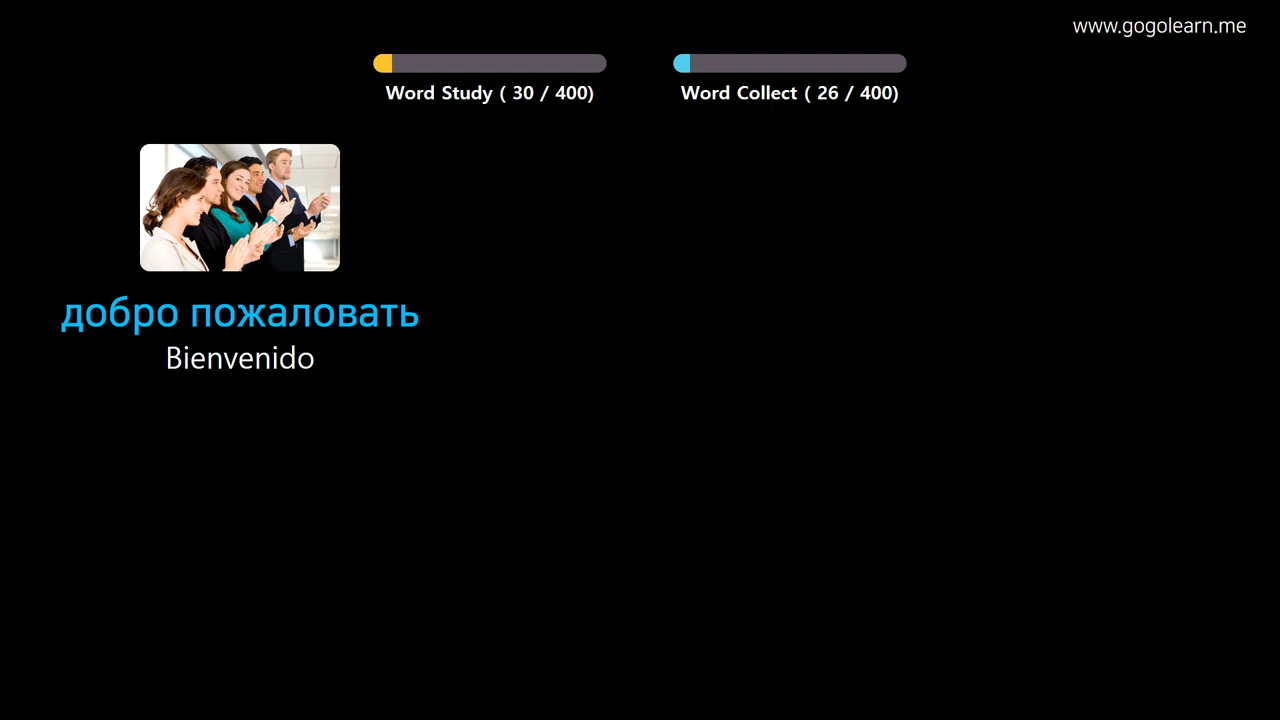 www.gogolearn.me
Word Study ( 30 / 400)
Word Collect ( 26 / 400)
добро пожаловать
Bienvenido